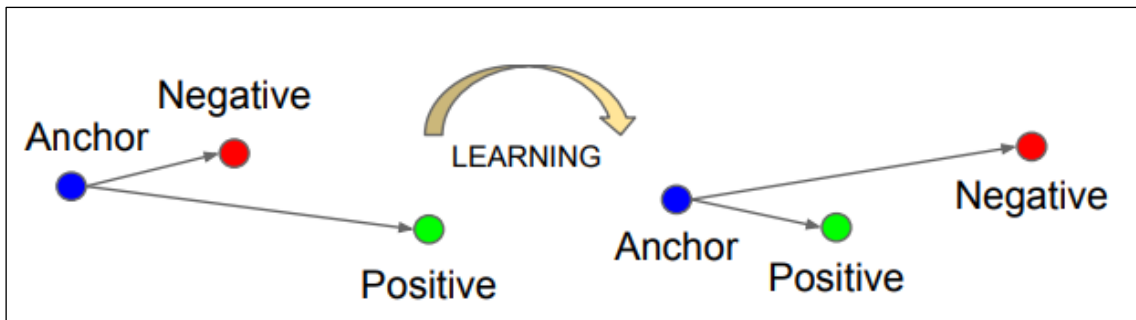 Negative
Anchor
Positive
LEARNING
Negative
Anchor
Positive